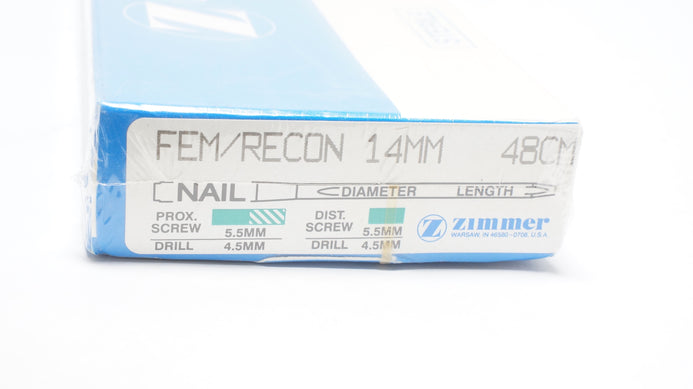 STERILE
FEM/RECON 14MM 48CM
NAIL DIAMETER LENGTH
PROX. SCREW 5.5MM DIST. SCREW 5.5MM
DRILL 4.5MM DRILL 4.5MM
Z zimmer
WARSAW, IN 46580-0708, U.S.A.